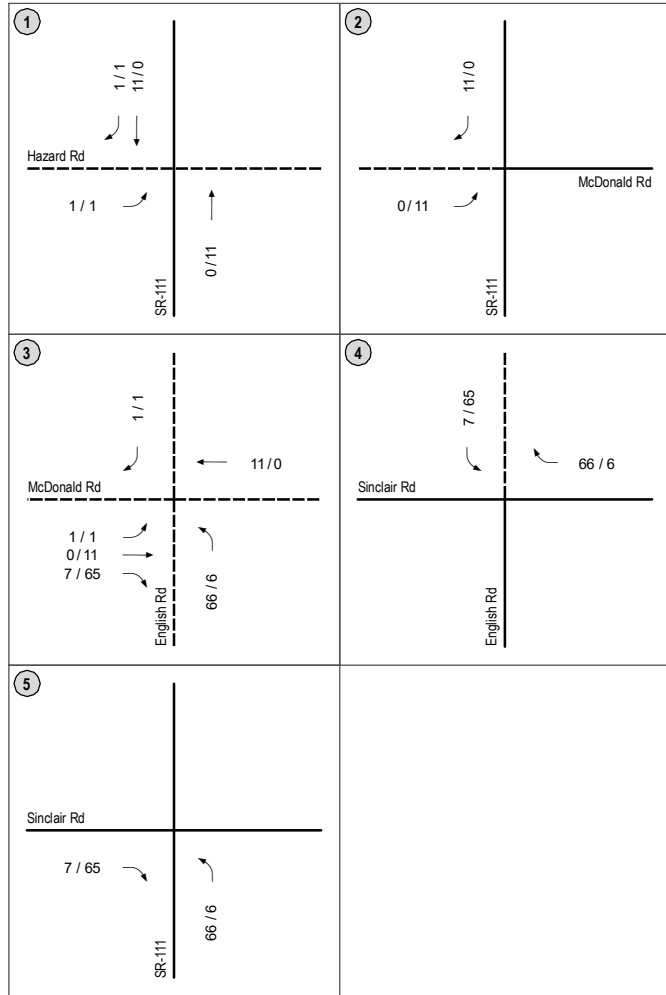 1
1 / 1
11 / 0
Hazard Rd
1 / 1
0 / 11
SR-111
2
11 / 0
McDonald Rd
0 / 11
SR-111
3
1 / 1
11 / 0
McDonald Rd
1 / 1
0 / 11
7 / 65
66 / 6
English Rd
4
7 / 65
66 / 6
Sinclair Rd
English Rd
5
Sinclair Rd
7 / 65
66 / 6
SR-111